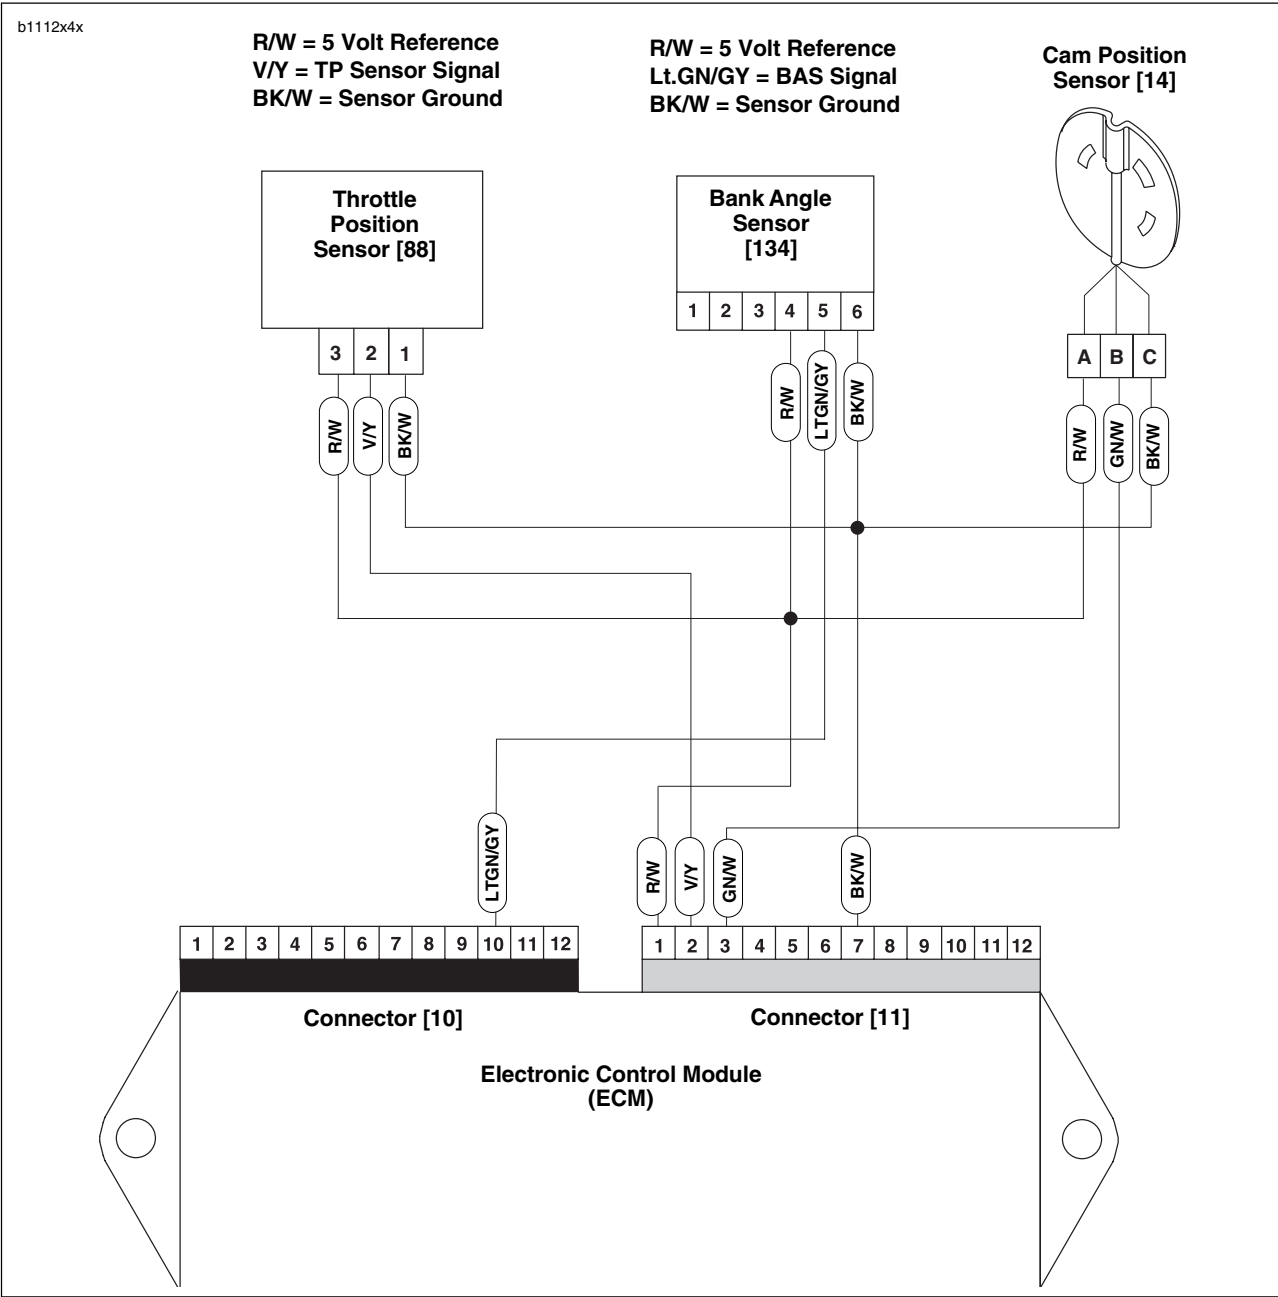 b1112x4x
R/W = 5 Volt Reference
V/Y = TP Sensor Signal
BK/W = Sensor Ground
R/W = 5 Volt Reference
Lt.GN/GY = BAS Signal
BK/W = Sensor Ground
Cam Position
Sensor [14]
Throttle
Position
Sensor [88]
3 2 1
Bank Angle
Sensor
[134]
1 2 3 4 5 6
A B C
R/W V/Y BK/W
R/W LTGN/GY BK/W
R/W GN/W BK/W
LTGN/GY
R/W V/Y GN/W BK/W
1 2 3 4 5 6 7 8 9 10 11 12
1 2 3 4 5 6 7 8 9 10 11 12
Connector [10]
Connector [11]
Electronic Control Module
(ECM)